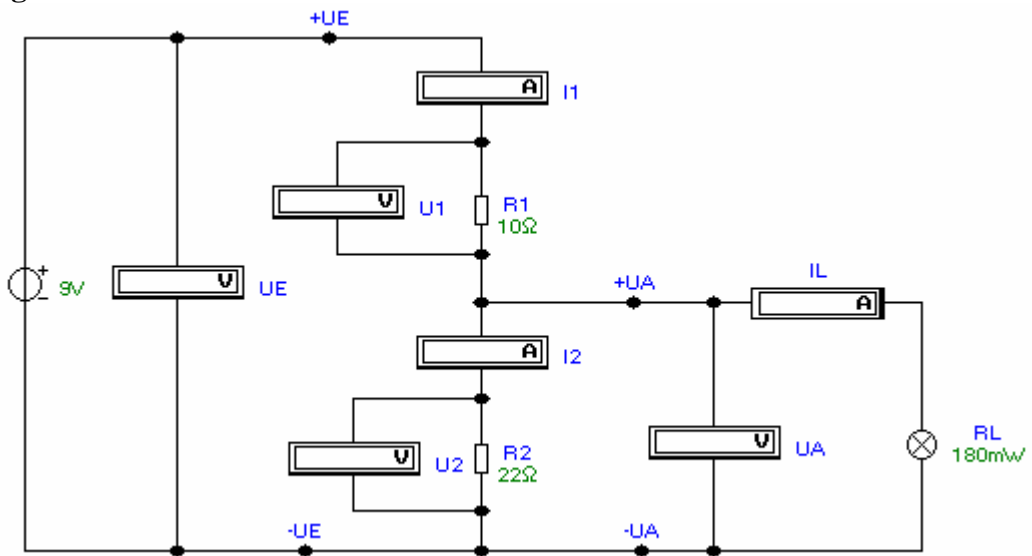 +UE
A
I1
V
U1
R1
10Ω
9V
V
UE
+UA
IL
A
A
I2
V
U2
R2
22Ω
V
UA
RL
180mW
-UE
-UA